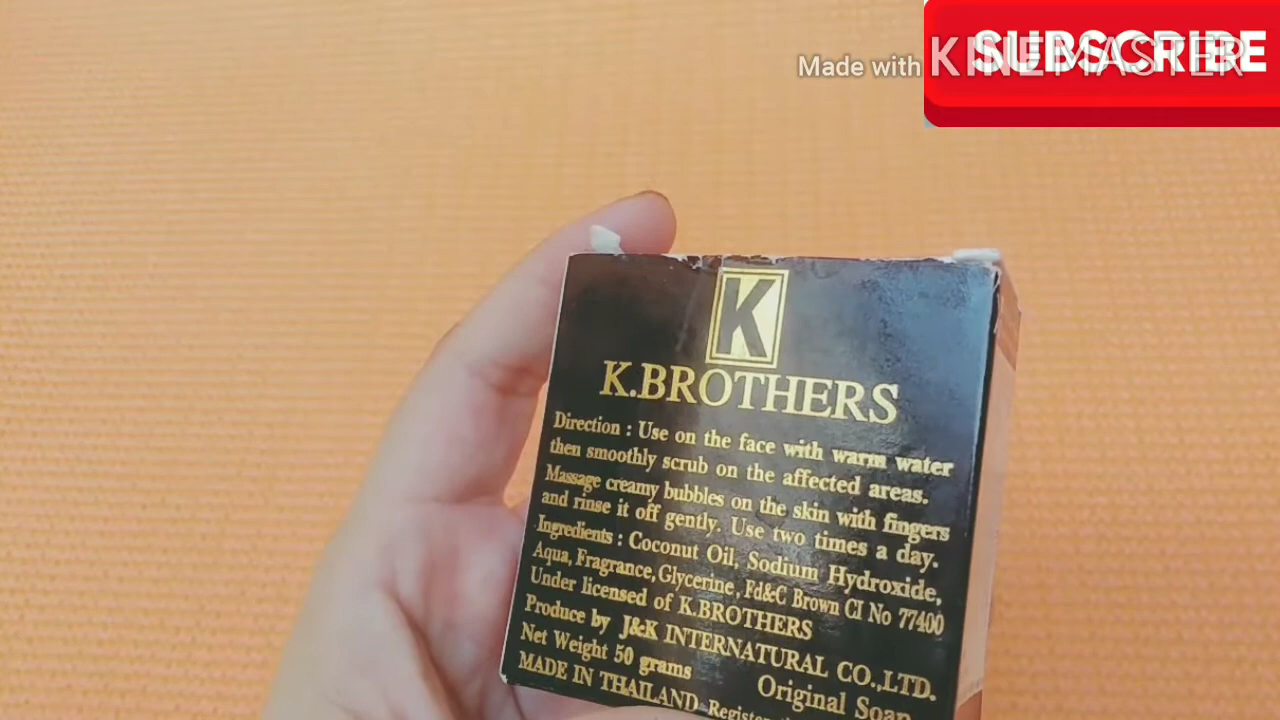 SUBSCRIBE
Made with KINEMASTER
K
K.BROTHERS
Direction : Use on the face with warm water
then smoothly scrub on the affected areas.
Massage creamy bubbles on the skin with fingers
and rinse it off gently. Use two times a day.
Ingredients : Coconut Oil, Sodium Hydroxide,
Aqua, Fragrance, Glycerine, Fd&C Brown CI No 77400
Under licensed of K.BROTHERS
Produce by J&K INTERNATURAL CO.,LTD.
Net Weight 50 grams Original Soap
MADE IN THAILAND